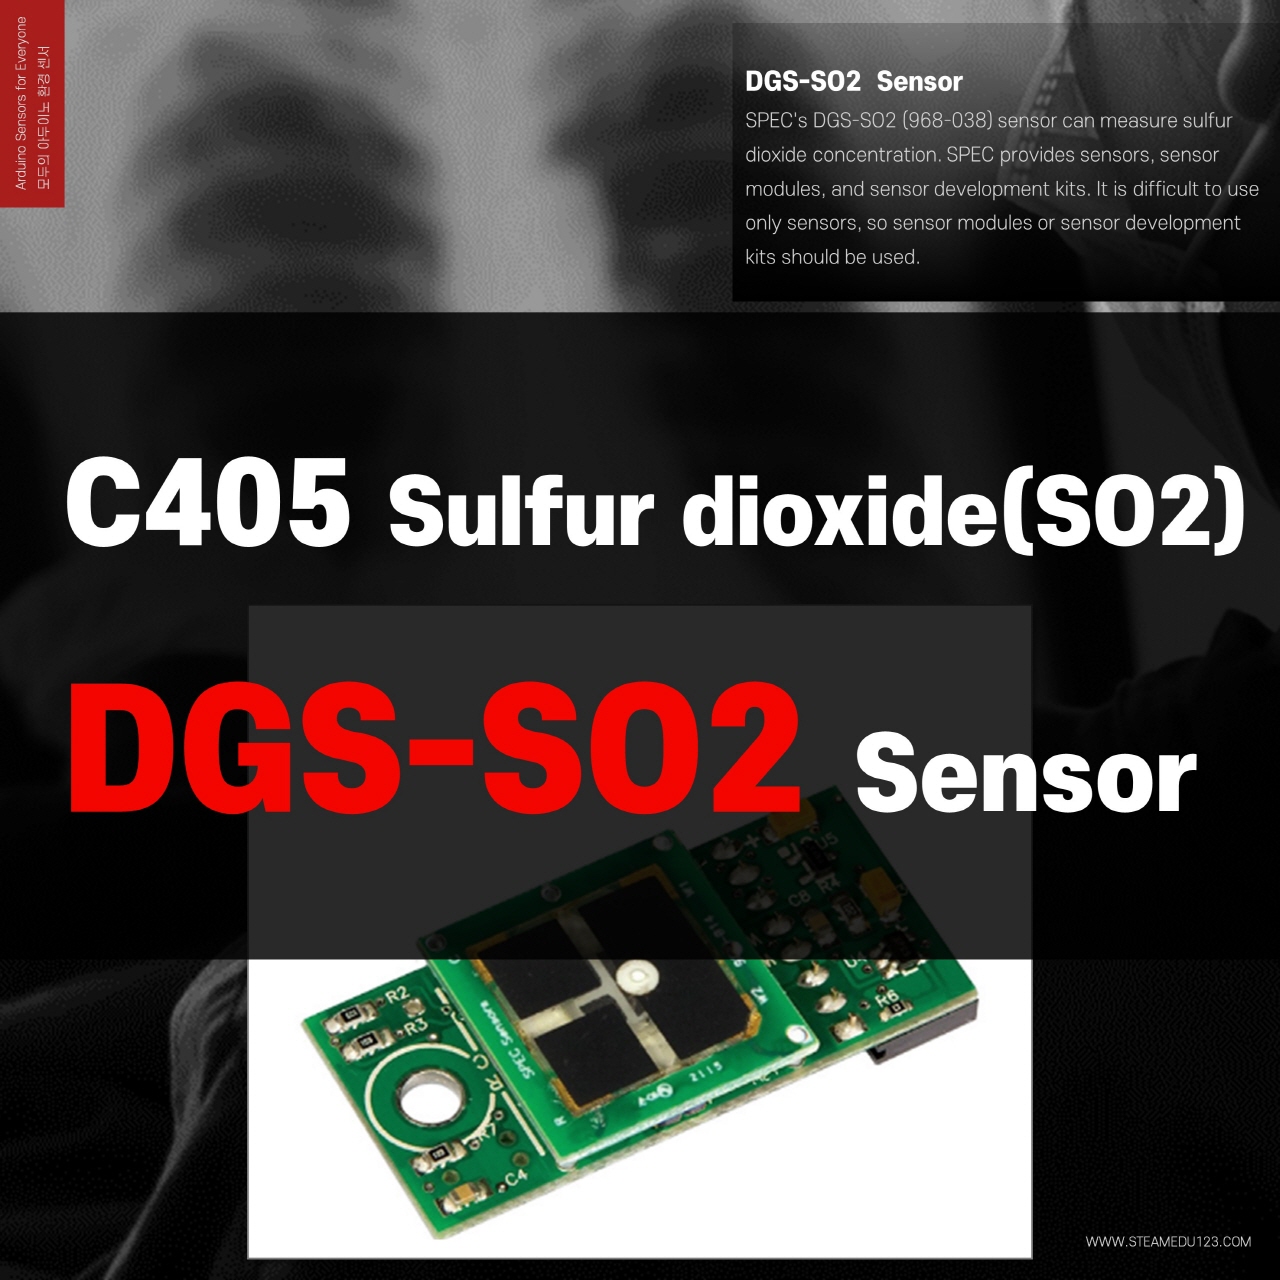 Arduino Sensors for Everyone
모두의 아두이노 환경 센서
DGS-SO2 Sensor
SPEC's DGS-SO2 (968-038) sensor can measure sulfur
dioxide concentration. SPEC provides sensors, sensor
modules, and sensor development kits. It is difficult to use
only sensors, so sensor modules or sensor development
kits should be used.
C405 Sulfur dioxide(SO2)
DGS-SO2 Sensor
U5
R4
C8
W1
W2
R6
R2
R3
SPEC Sensors
2115
R7
C4
WWW.STEAMEDU123.COM